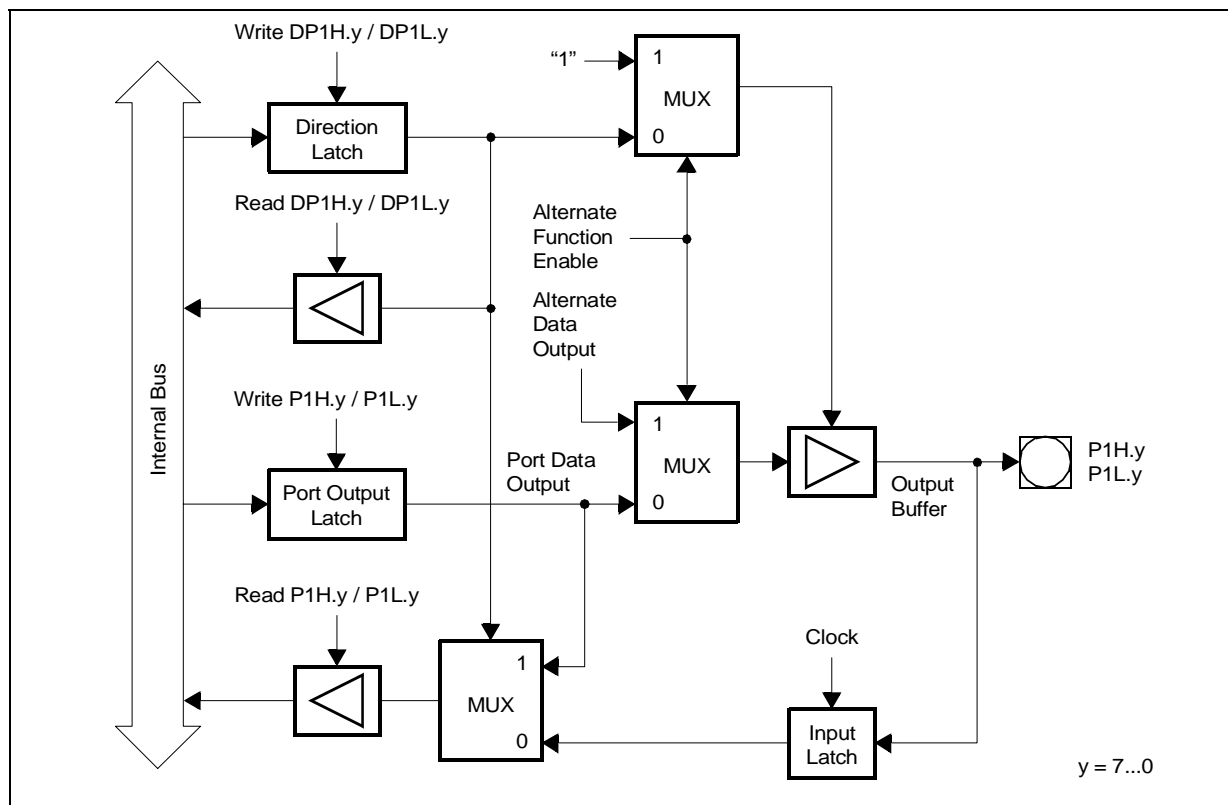 Write DP1H.y / DP1L.y
“1”
1
MUX
0
Direction
Latch
Read DP1H.y / DP1L.y
Alternate
Function
Enable
Alternate
Data
Output
Internal Bus
Write P1H.y / P1L.y
Port Output
Latch
Port Data
Output
1
MUX
0
Output
Buffer
P1H.y
P1L.y
Read P1H.y / P1L.y
1
MUX
0
Clock
Input
Latch
y = 7...0